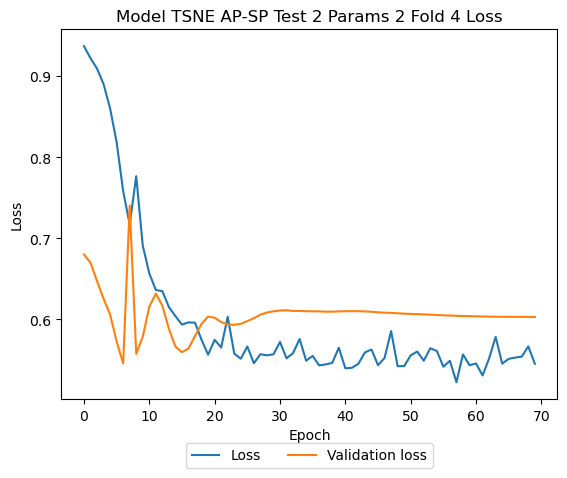 Model TSNE AP-SP Test 2 Params 2 Fold 4 Loss
0.9
0.8
0.7
0.6
Loss
0 10 20 30 40 50 60 70
Epoch
Loss Validation loss